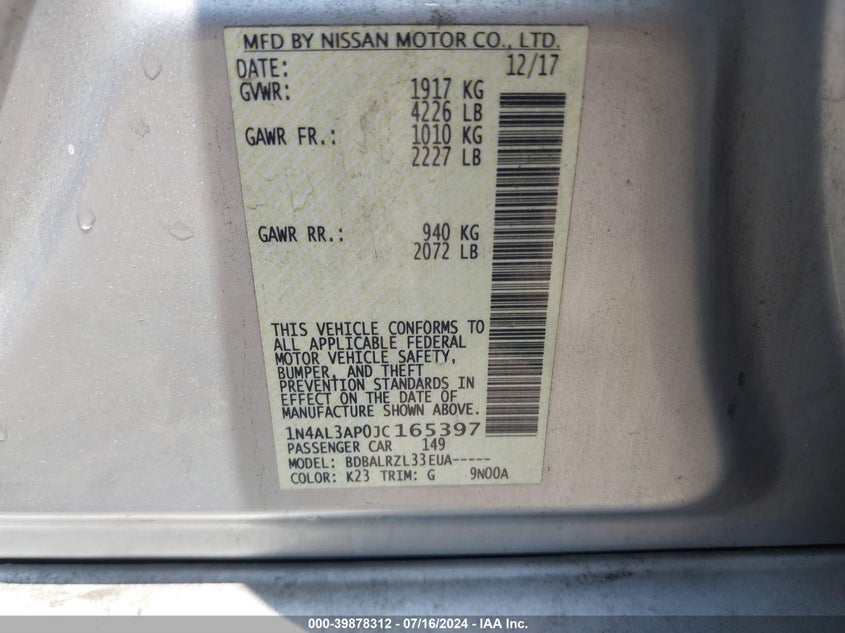 MFD BY NISSAN MOTOR CO., LTD.
DATE: 12/17
GVWR: 1917 KG
4226 LB
GAWR FR.: 1010 KG
2227 LB
GAWR RR.: 940 KG
2072 LB
THIS VEHICLE CONFORMS TO
ALL APPLICABLE FEDERAL
MOTOR VEHICLE SAFETY,
BUMPER, AND THEFT
PREVENTION STANDARDS IN
EFFECT ON THE DATE OF
MANUFACTURE SHOWN ABOVE.
1N4AL3AP0JC165397
PASSENGER CAR 149
MODEL: BDBALRZL33EUA-----
COLOR: K23 TRIM: G 9N00A
000-39878312 - 07/16/2024 - IAA Inc.